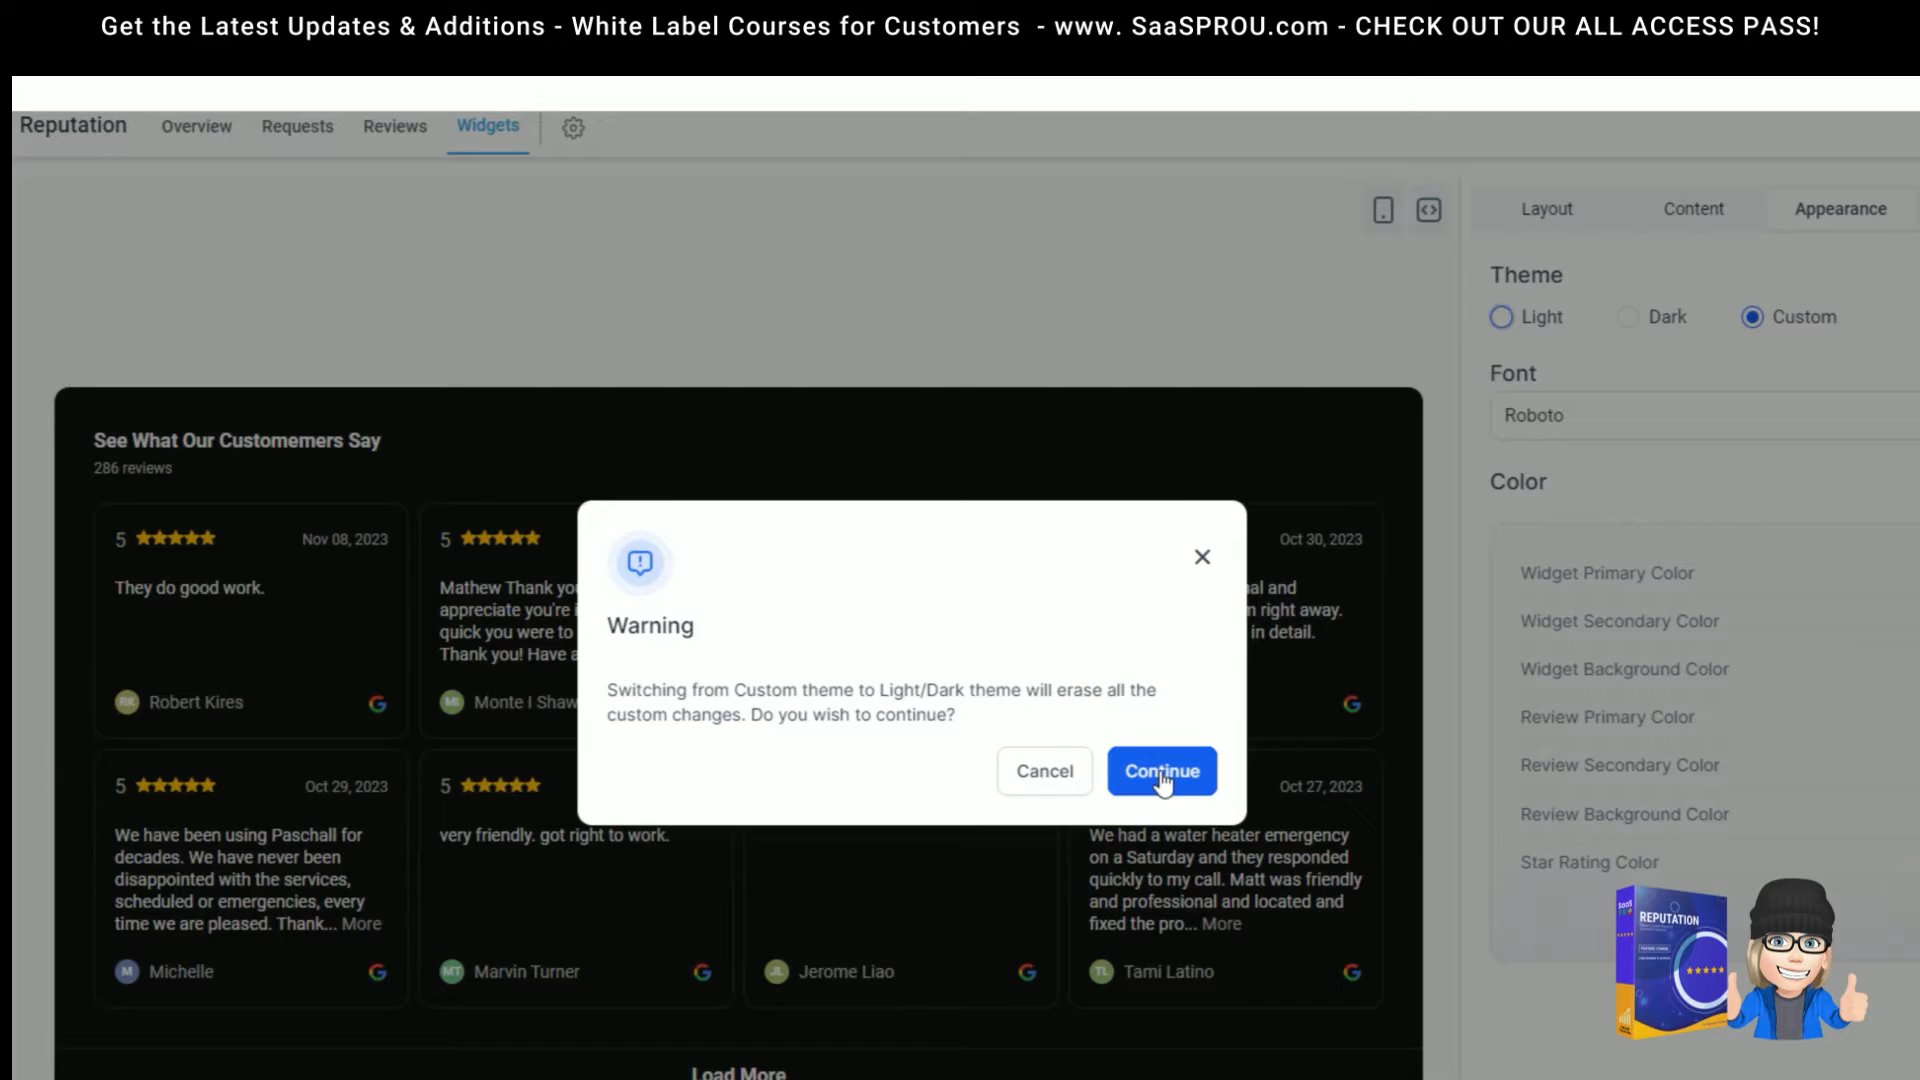 Get the Latest Updates & Additions - White Label Courses for Customers - www. SaaSPROU.com - CHECK OUT OUR ALL ACCESS PASS!
Reputation Overview Requests Reviews Widgets
Layout Content Appearance
Theme
Light Dark Custom
Font
Roboto
Color
Widget Primary Color
Widget Secondary Color
Widget Background Color
Review Primary Color
Review Secondary Color
Review Background Color
Star Rating Color
See What Our Customemers Say
286 reviews
5 Nov 08, 2023
They do good work.
RK Robert Kires
5
Mathew Thank you
appreciate you're
quick you were to
Thank you! Have a
MI Monte I Shaw
Oct 30, 2023
al and
right away.
in detail.
Warning
Switching from Custom theme to Light/Dark theme will erase all the
custom changes. Do you wish to continue?
Cancel Continue
5 Oct 29, 2023
We have been using Paschall for
decades. We have never been
disappointed with the services,
scheduled or emergencies, every
time we are pleased. Thank... More
M Michelle
5
very friendly. got right to work.
MT Marvin Turner
JL Jerome Liao
Oct 27, 2023
We had a water heater emergency
on a Saturday and they responded
quickly to my call. Matt was friendly
and professional and located and
fixed the pro... More
TL Tami Latino
Load More
REPUTATION